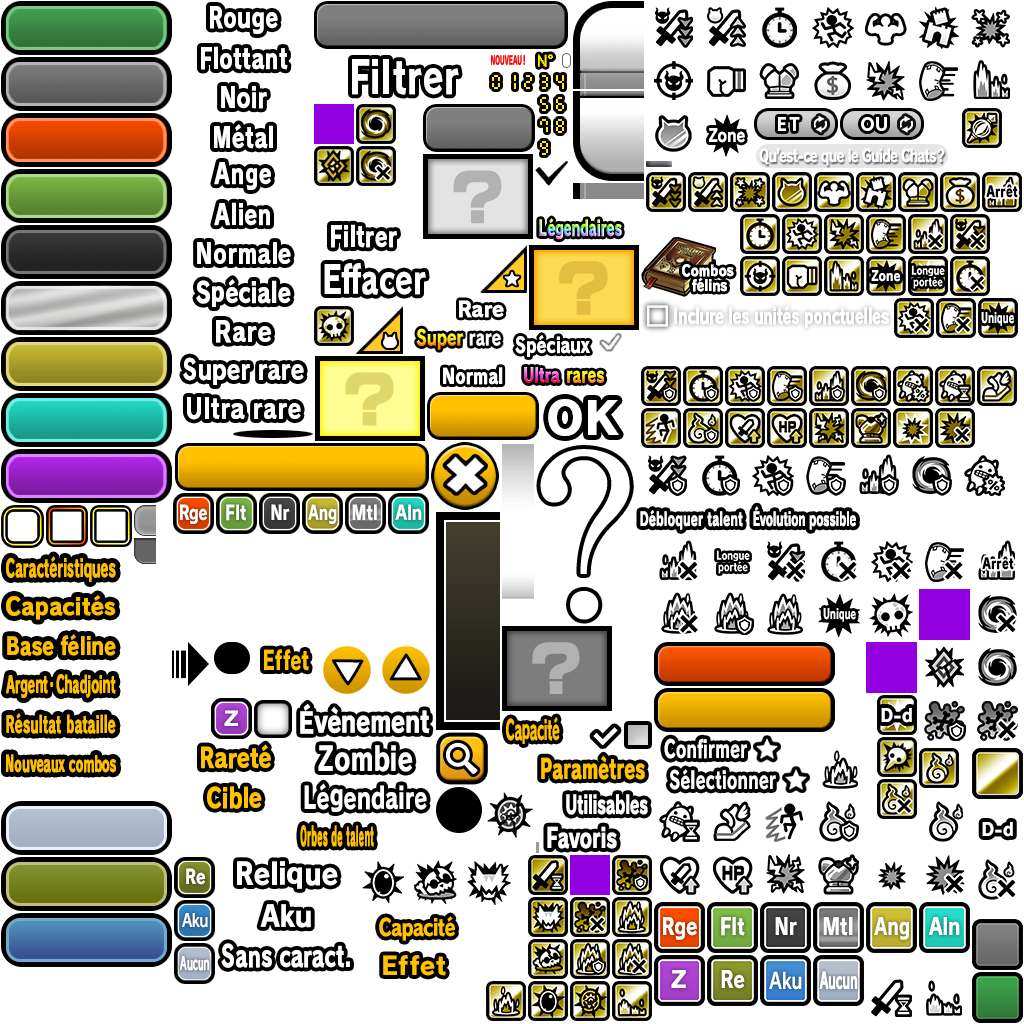 Rouge
Flottant
Noir
Métal
Ange
Alien
Normale
Spéciale
Rare
Super rare
Ultra rare
Filtrer
NOUVEAU!
N°
0 1 2 3 4
5 6
7 8
9
ET
OU
Zone
Qu'est-ce que le Guide Chats?
Arrêt
Légendaires
Filtrer
Effacer
Rare
Super rare
Spéciaux
Normal
Ultra rares
OK
Combos félins
Zone
Longue portée
Inclure les unités ponctuelles
Unique
HP
Rge
Flt
Nr
Ang
Mtl
Aln
Débloquer talent
Évolution possible
Longue portée
Arrêt
Unique
Caractéristiques
Capacités
Base féline
Argent·Chadjoint
Résultat bataille
Nouveaux combos
Effet
Z
Évènement
Rareté
Zombie
Cible
Légendaire
Orbes de talent
Capacité
Paramètres
Utilisables
Favoris
Confirmer
Sélectionner
D-d
D-d
HP
Re
Aku
Aucun
Relique
Aku
Sans caract.
Capacité
Effet
Rge
Flt
Nr
Mtl
Ang
Aln
Z
Re
Aku
Aucun